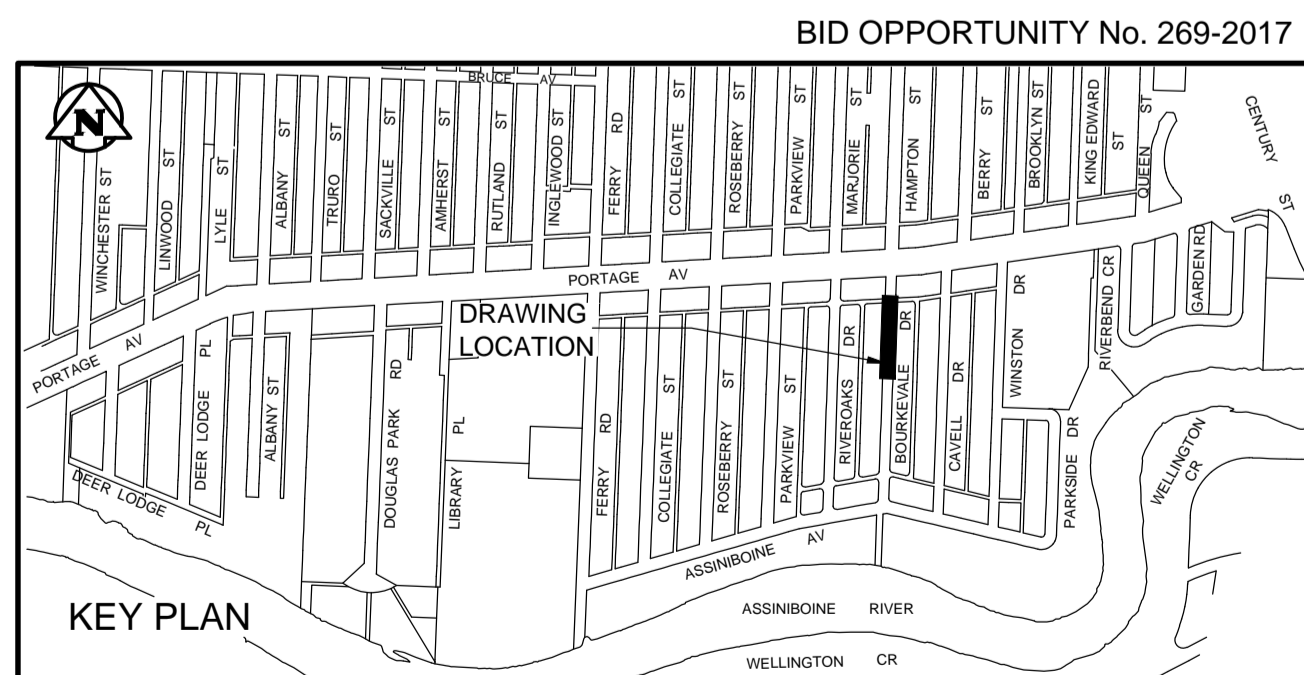 BID OPPORTUNITY No. 269-2017
N
BRUCE AV
WINCHESTER ST
LINWOOD ST
LYLE ST
ALBANY ST
TRURO ST
SACKVILLE ST
AMHERST ST
RUTLAND ST
INGLEWOOD ST
FERRY RD
COLLEGIATE ST
ROSEBERRY ST
PARKVIEW ST
MARJORIE ST
HAMPTON ST
BERRY ST
BROOKLYN ST
KING EDWARD ST
QUEEN ST
CENTURY ST
PORTAGE AV
PORTAGE AV
DRAWING
LOCATION
DEER LODGE PL
ALBANY ST
DOUGLAS PARK RD
LIBRARY PL
FERRY RD
COLLEGIATE ST
ROSEBERRY ST
PARKVIEW ST
RIVEROAKS DR
BOURKEVALE DR
CAVELL DR
WINSTON DR
RIVERBEND CR
GARDEN RD
PARKSIDE DR
WELLINGTON CR
DEER LODGE PL
ASSINIBOINE AV
KEY PLAN
ASSINIBOINE RIVER
WELLINGTON CR